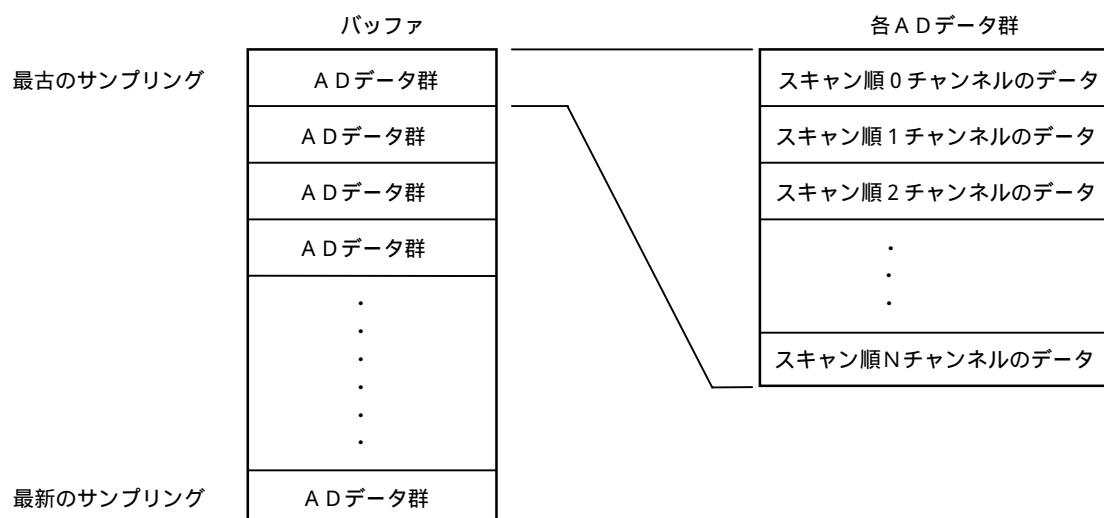 バッファ
最古のサンプリング
ＡＤデータ群
ＡＤデータ群
ＡＤデータ群
ＡＤデータ群
・
・
・
・
・
・
最新のサンプリング
ＡＤデータ群
各ＡＤデータ群
スキャン順０チャンネルのデータ
スキャン順１チャンネルのデータ
スキャン順２チャンネルのデータ
・
・
・
スキャン順Ｎチャンネルのデータ